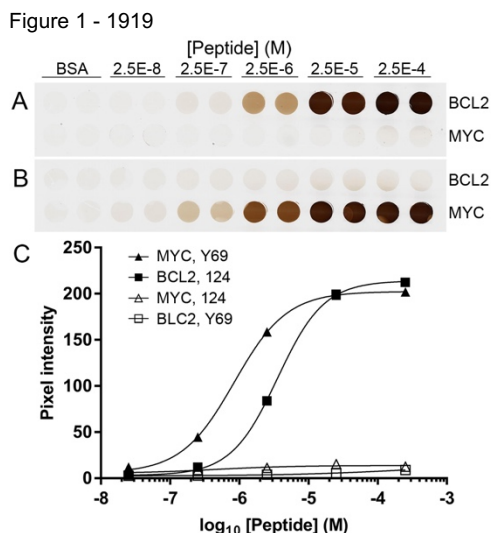 Figure 1 - 1919
[Peptide] (M)
BSA 2.5E-8 2.5E-7 2.5E-6 2.5E-5 2.5E-4
A BCL2
MYC
B BCL2
MYC
C
250
200
150
100
50
0
MYC, Y69
BCL2, 124
MYC, 124
BLC2, Y69
Pixel intensity
-8 -7 -6 -5 -4 -3
log10 [Peptide] (M)